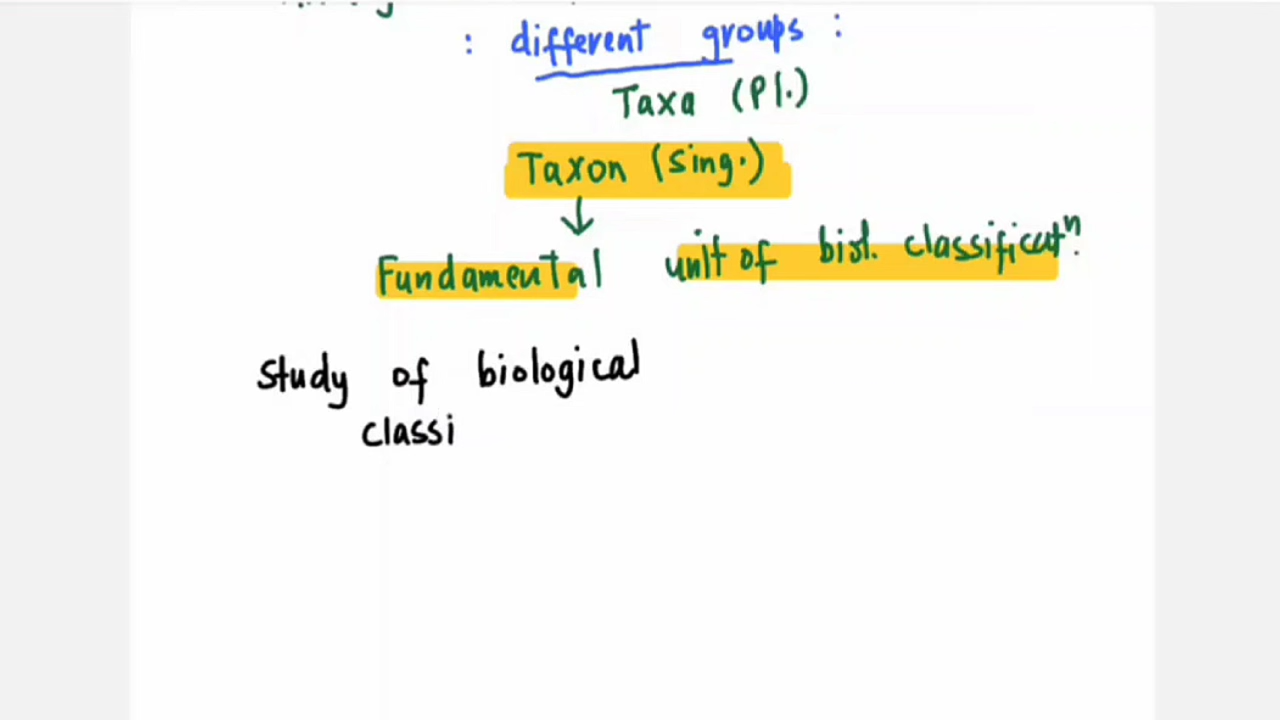 : different groups :
Taxa (Pl.)
Taxon (Sing.)
↓
Fundamental unit of biol. classificatⁿ.
Study of biological
classi